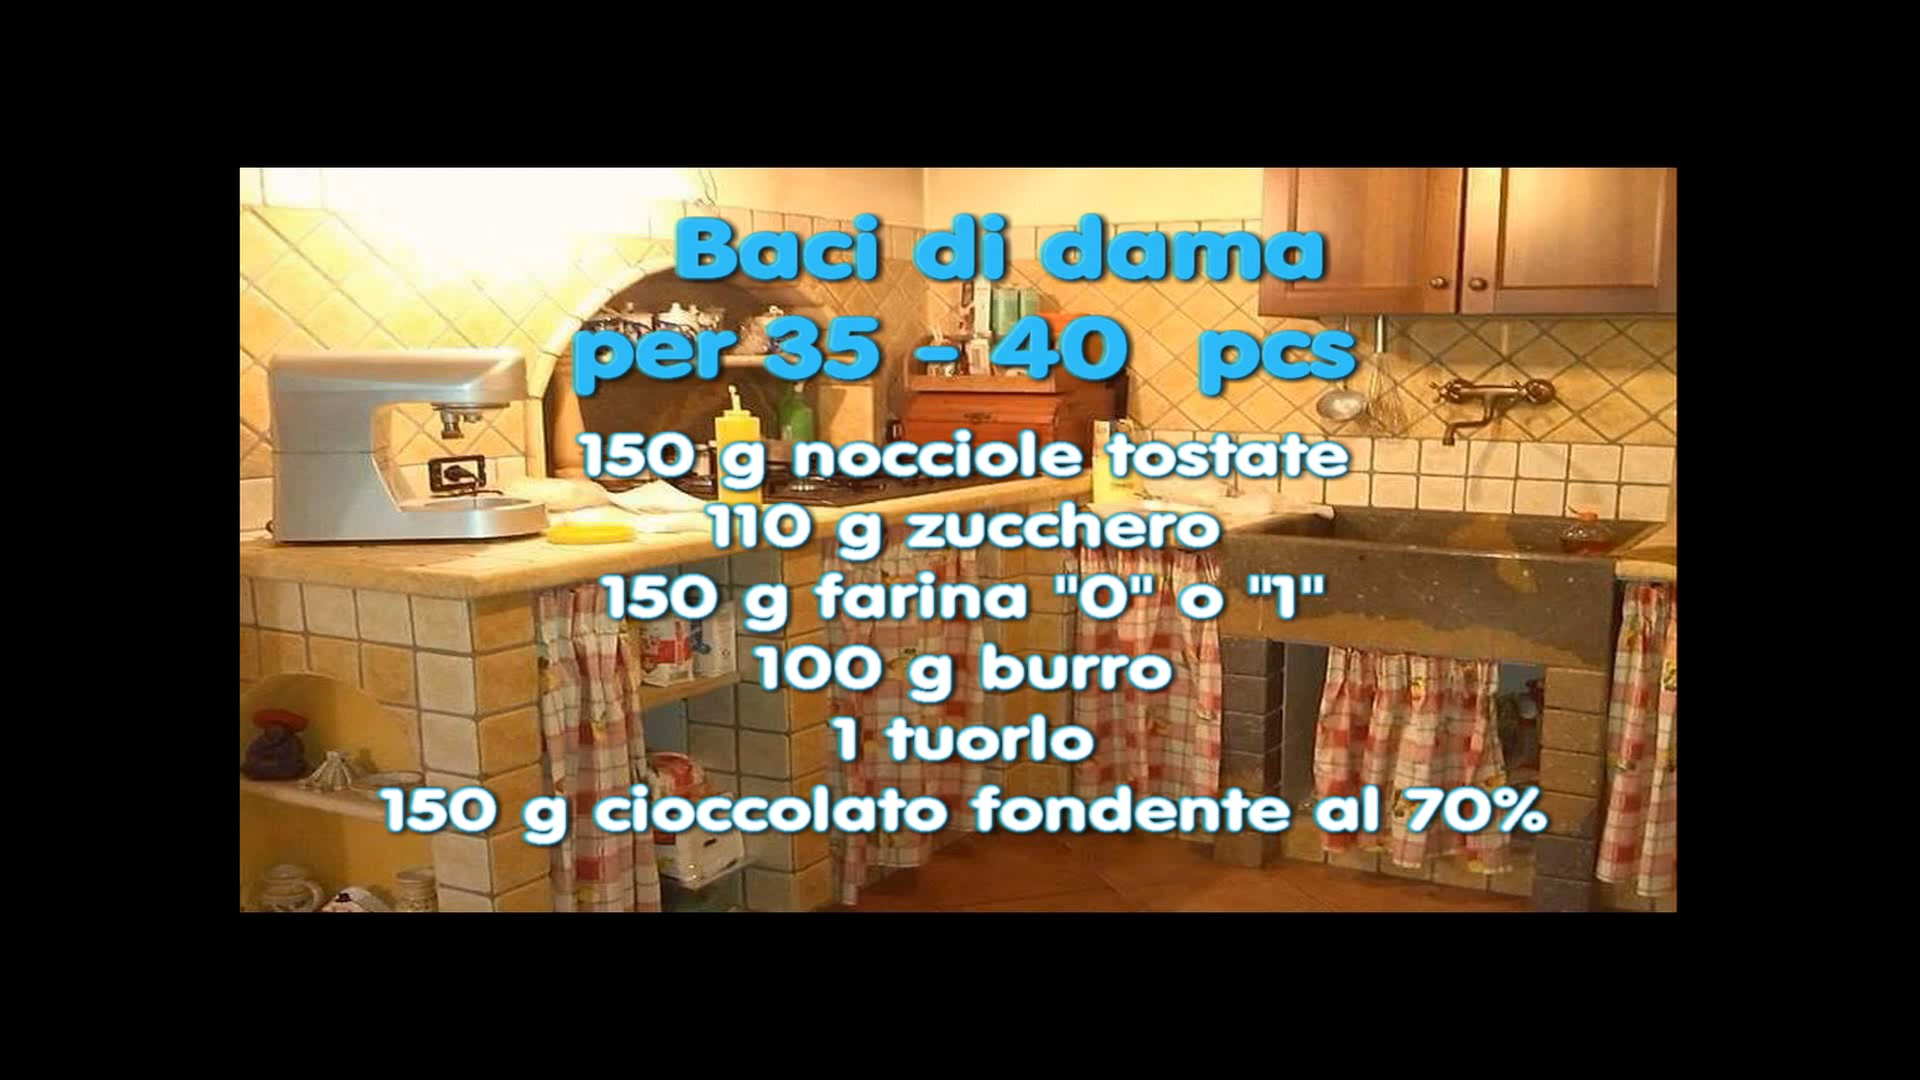 Baci di dama
per 35 - 40 pcs
150 g nocciole tostate
110 g zucchero
150 g farina "0" o "1"
100 g burro
1 tuorlo
150 g cioccolato fondente al 70%